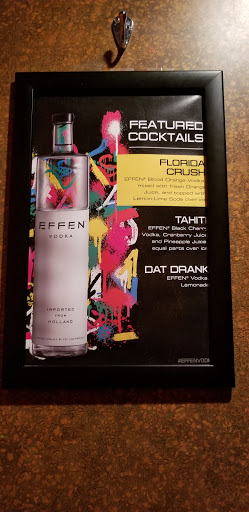 FEATURED
COCKTAILS
FLORIDA
CRUSH
EFFEN® Blood Orange Vodka
mixed with fresh Orange
Juice, and topped with
Lemon Lime Soda over ice
TAHITI
EFFEN® Black Cherry
Vodka, Cranberry Juice
and Pineapple Juice
equal parts over ice
DAT DRANK
EFFEN® Vodka
Lemonade
#EFFENVODK
EFFEN
VODKA
IMPORTED
FROM
HOLLAND